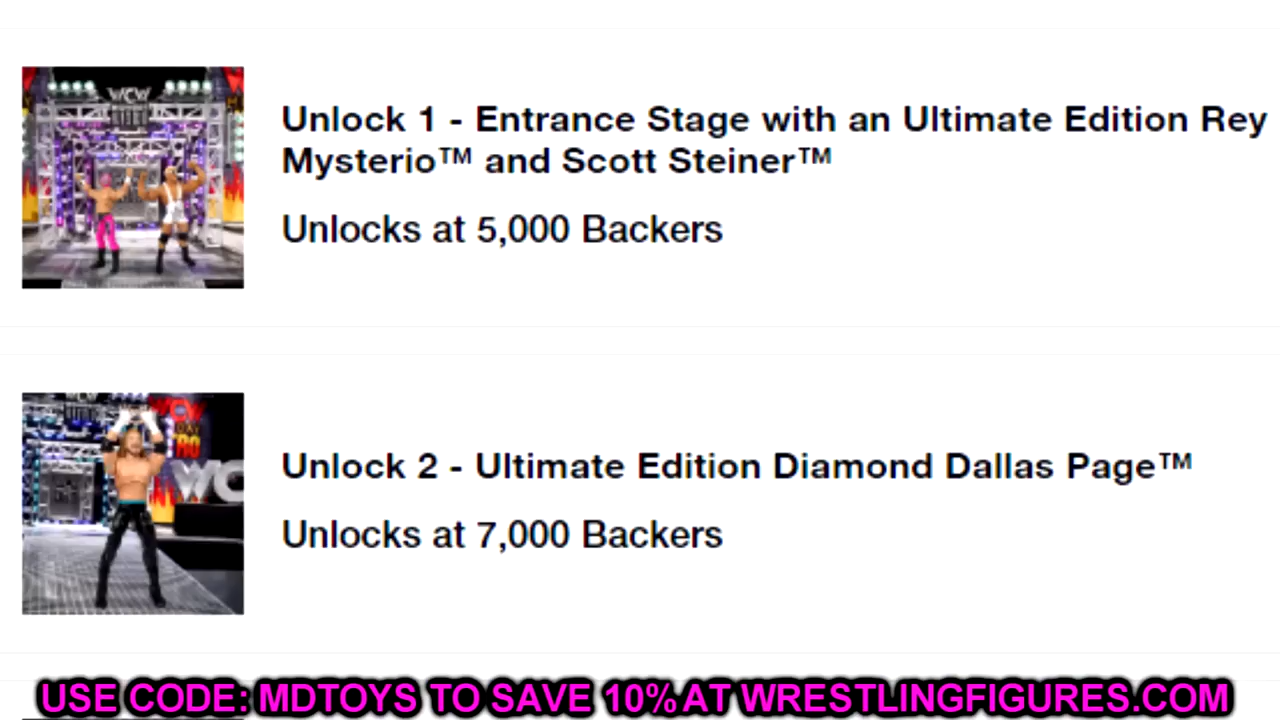 WCW
Unlock 1 - Entrance Stage with an Ultimate Edition Rey
Mysterio™ and Scott Steiner™
Unlocks at 5,000 Backers
WCW
Unlock 2 - Ultimate Edition Diamond Dallas Page™
Unlocks at 7,000 Backers
USE CODE: MDTOYS TO SAVE 10% AT WRESTLINGFIGURES.COM